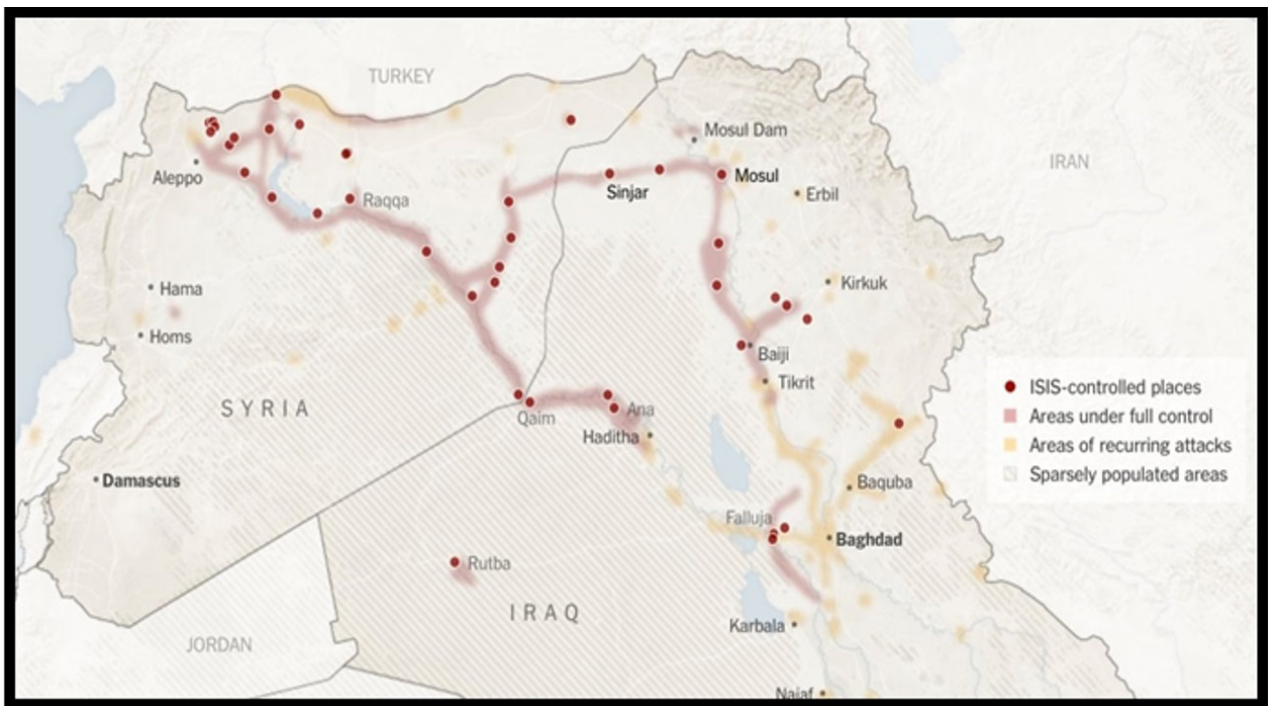 TURKEY
Mosul Dam
IRAN
Aleppo
Mosul
Sinjar
Erbil
Raqqa
Kirkuk
Hama
Homs
Baiji
Tikrit
ISIS-controlled places
SYRIA
Ana
Areas under full control
Qaim
Haditha
Areas of recurring attacks
Sparsely populated areas
Damascus
Baquba
Falluja
Baghdad
Rutba
IRAQ
Karbala
JORDAN
Najaf